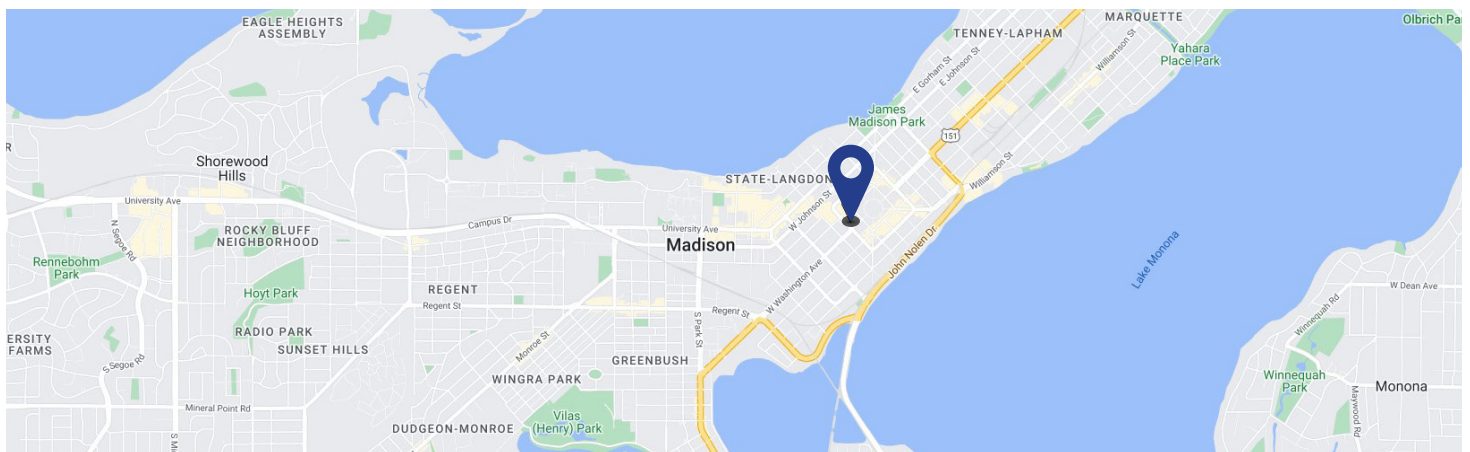 EAGLE HEIGHTS
ASSEMBLY
MARQUETTE
Olbrich Par
TENNEY-LAPHAM
Williamson St
Yahara
Place Park
E Gorham St
E Johnson St
James
Madison Park
151
R
Shorewood
Hills
STATE-LANGDON
Williamson St
University Ave
Campus Dr
University Ave
W Johnson St
N Segoe Rd
ROCKY BLUFF
NEIGHBORHOOD
Madison
John Nolen Dr
Lake Monona
Rennebohm
Park
Hoyt Park
REGENT
W Washington Ave
W Dean Ave
Regent St
Regent St
Winnequah Rd
ERSITY
FARMS
RADIO PARK
SUNSET HILLS
S Park St
Monroe St
GREENBUSH
S Segoe Rd
WINGRA PARK
Winnequah
Park
Monona
Maywood Rd
Mineral Point Rd
Vilas
(Henry) Park
DUDGEON-MONROE
S Mi